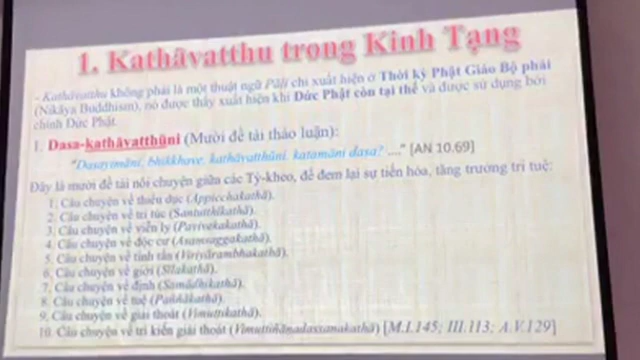 1. Kathāvatthu trong Kinh Tạng
- Kathāvatthu không phải là một thuật ngữ Pāḷi chỉ xuất hiện ở Thời kỳ Phật Giáo Bộ phái
(Nikāya Buddhism), nó được thấy xuất hiện khi Đức Phật còn tại thế và được sử dụng bởi
chính Đức Phật.
1. Dasa-kathāvatthūni (Mười đề tài thảo luận):
"Dasayimāni, bhikkhave, kathāvatthūni. katamāni dasa? ...." [AN 10.69]
Đây là mười đề tài nói chuyện giữa các Tỳ-kheo, để đem lại sự tiến hóa, tăng trưởng trí tuệ:
1. Câu chuyện về thiểu dục (Appicchakathā).
2. Câu chuyện về tri túc (Santuṭṭhikathā).
3. Câu chuyện về viễn ly (Pavivekakathā).
4. Câu chuyện về độc cư (Asaṃsaggakathā).
5. Câu chuyện về tinh tấn (Viriyārambhakathā).
6. Câu chuyện về giới (Sīlakathā).
7. Câu chuyện về định (Samādhikathā).
8. Câu chuyện về tuệ (Paññākathā).
9. Câu chuyện về giải thoát (Vimuttikathā).
10. Câu chuyện về tri kiến giải thoát (Vimuttiñāṇadassanakathā) [M.I.145; III.113; A.V.129]